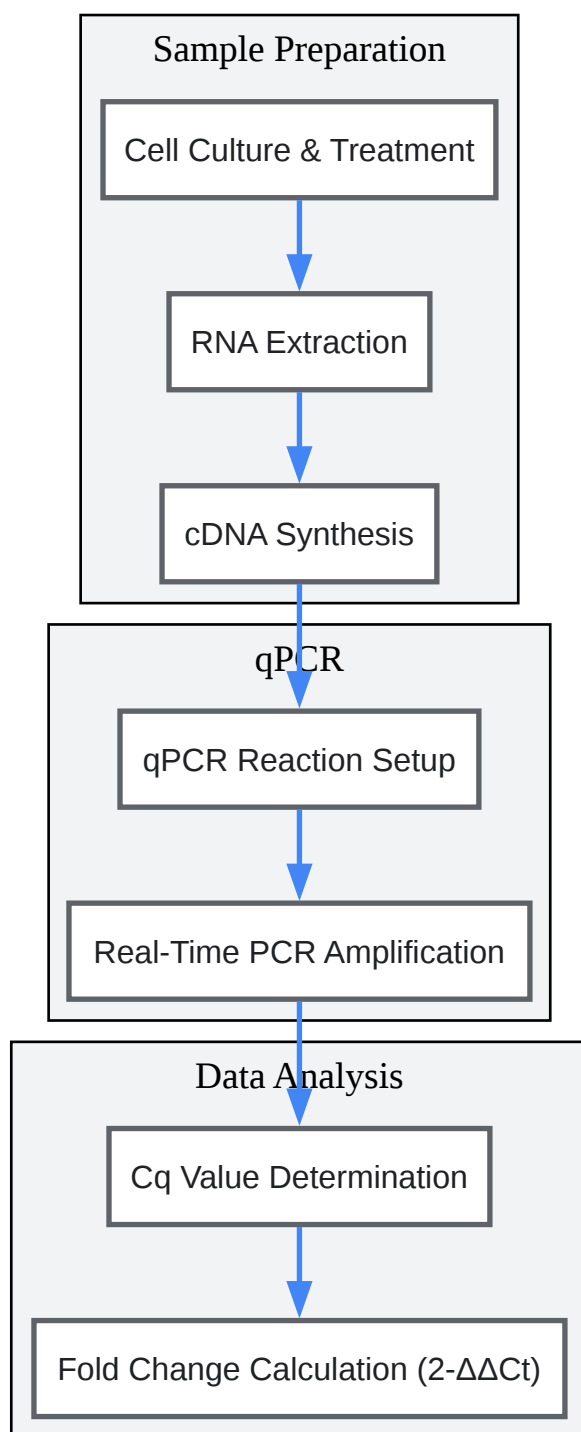 Sample Preparation
Cell Culture & Treatment
RNA Extraction
cDNA Synthesis
qPCR
qPCR Reaction Setup
Real-Time PCR Amplification
Data Analysis
Cq Value Determination
Fold Change Calculation (2-ΔΔCt)